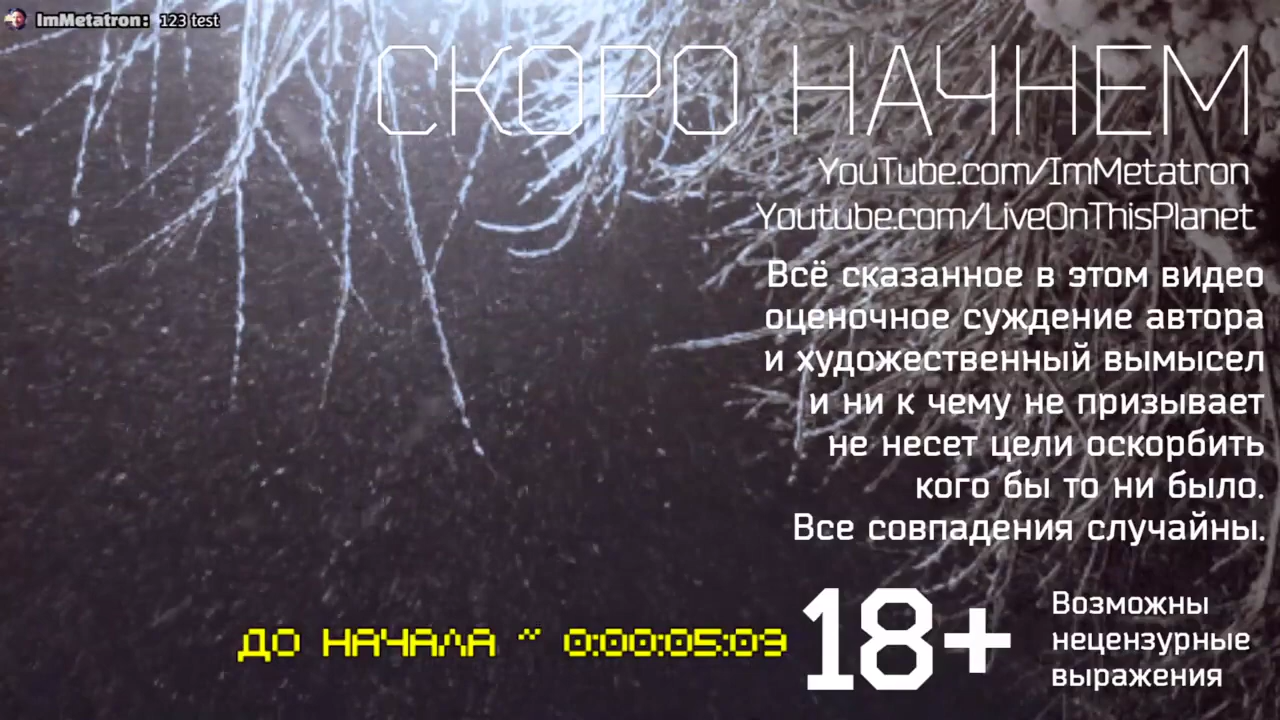 ImMetatron: 123 test
СКОРО НАЧНЕМ
YouTube.com/ImMetatron
Youtube.com/LiveOnThisPlanet
Всё сказанное в этом видео
оценочное суждение автора
и художественный вымысел
и ни к чему не призывает
не несет цели оскорбить
кого бы то ни было.
Все совпадения случайны.
ДО НАЧАЛА ~ 0:00:05:09
18+
Возможны
нецензурные
выражения